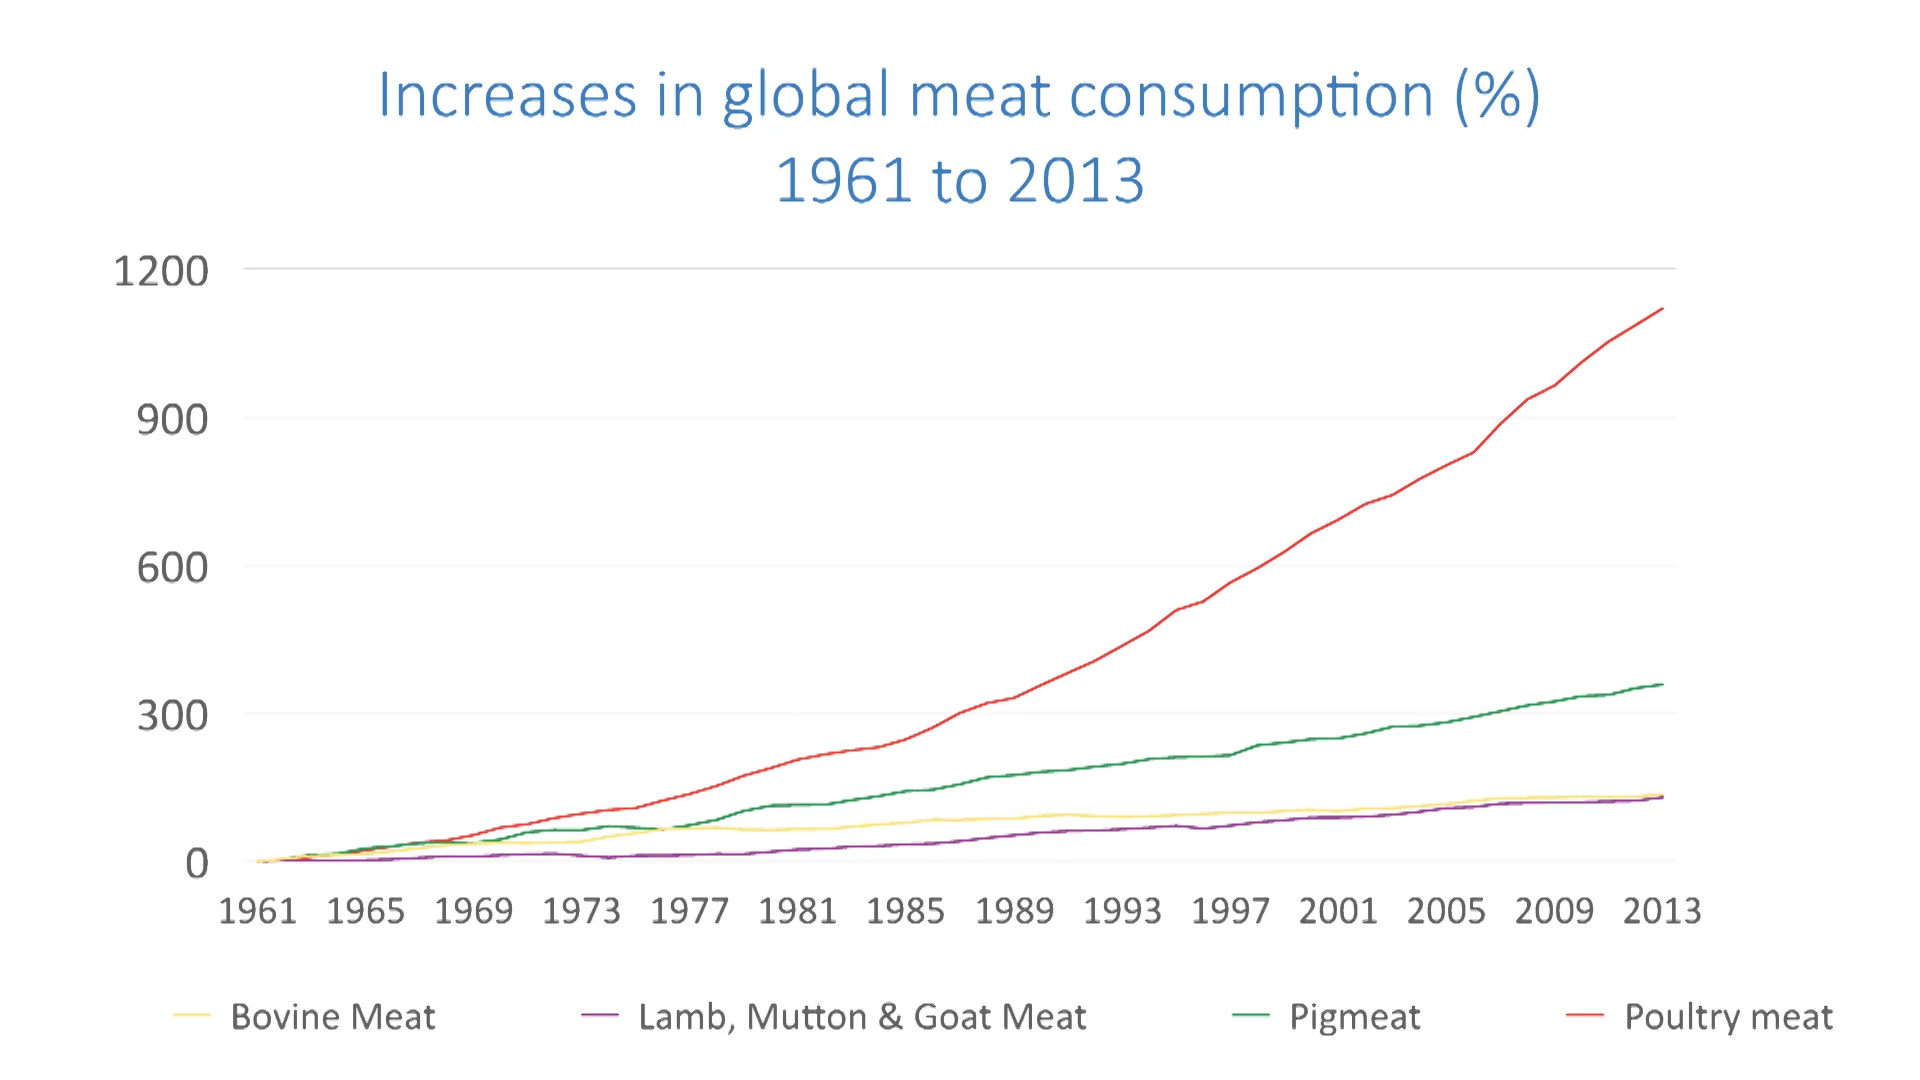 Increases in global meat consumption (%)
1961 to 2013
1200
900
600
300
0
1961 1965 1969 1973 1977 1981 1985 1989 1993 1997 2001 2005 2009 2013
Bovine Meat Lamb, Mutton & Goat Meat Pigmeat Poultry meat